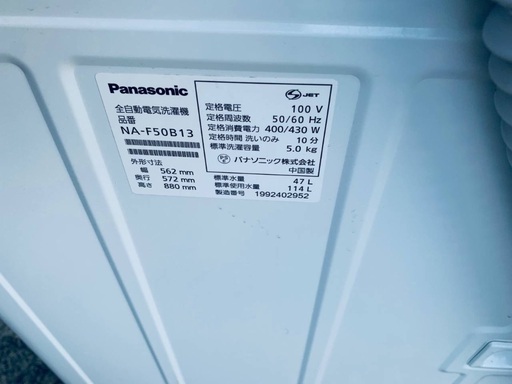 Panasonic
全自動電気洗濯機
品番
NA-F50B13
外形寸法
幅 562 mm
奥行 572 mm
高さ 880 mm
S JET
定格電圧 100 V
定格周波数 50/60 Hz
定格消費電力 400/430 W
定格時間 洗いのみ 10分
標準洗濯容量 5.0 kg
パナソニック株式会社
中国製
標準水量 47 L
標準使用水量 114 L
製造番号 1992402952